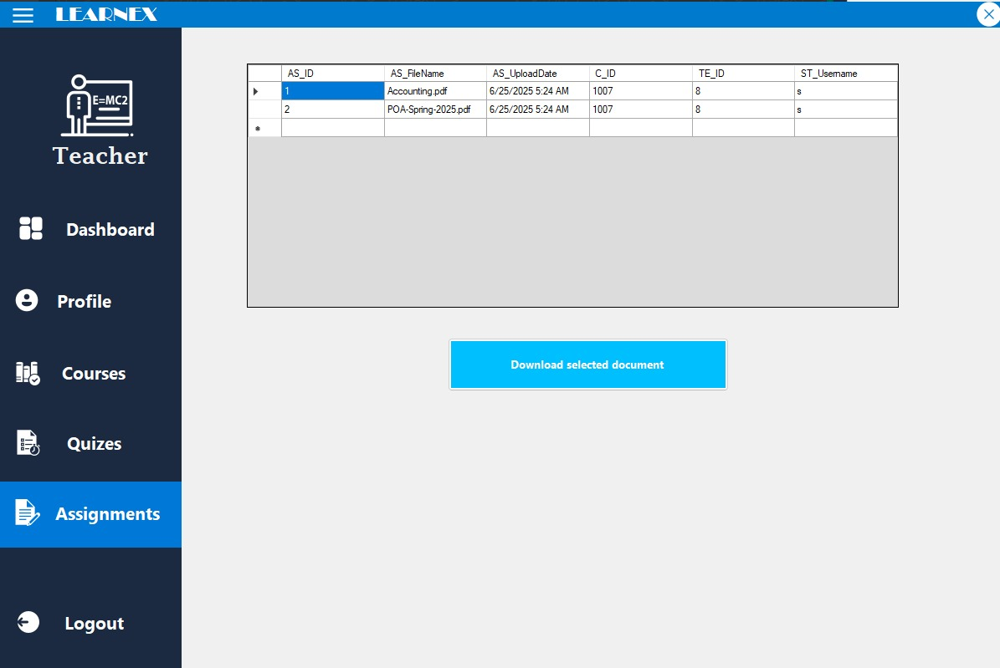 LEARNEX
E=MC2
Teacher
Dashboard
Profile
Courses
Quizes
Assignments
Logout
AS_ID AS_FileName AS_UploadDate C_ID TE_ID ST_Username
1 Accounting.pdf 6/25/2025 5:24 AM 1007 8 s
2 POA-Spring-2025.pdf 6/25/2025 5:24 AM 1007 8 s
Download selected document